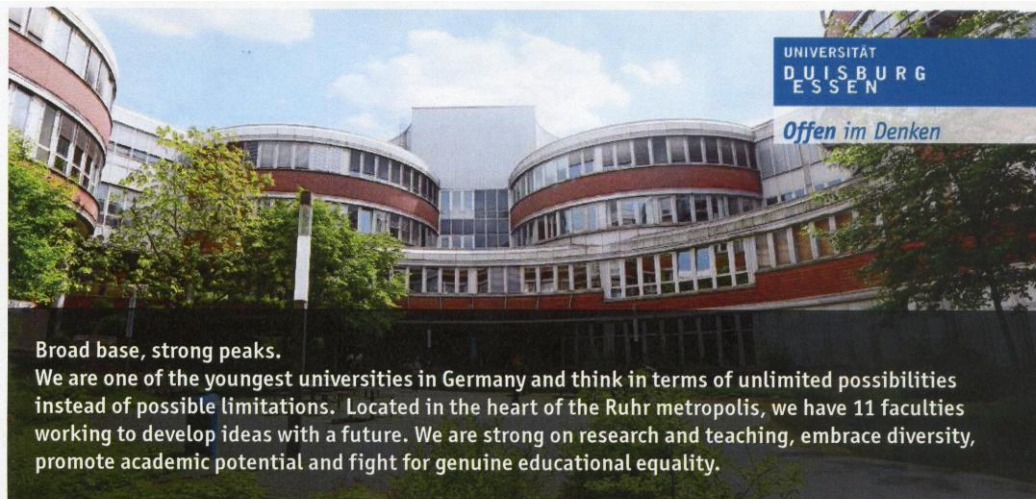 UNIVERSITÄT
DUISBURG
ESSEN
Offen im Denken
Broad base, strong peaks.
We are one of the youngest universities in Germany and think in terms of unlimited possibilities
instead of possible limitations. Located in the heart of the Ruhr metropolis, we have 11 faculties
working to develop ideas with a future. We are strong on research and teaching, embrace diversity,
promote academic potential and fight for genuine educational equality.